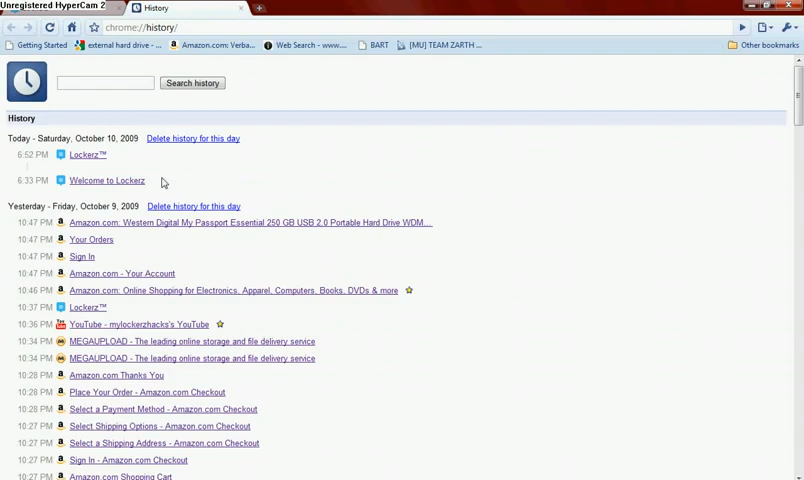 Unregistered HyperCam 2
History
chrome://history/
Getting Started external hard drive - ... Amazon.com: Verba... Web Search - www.... BART [MU] TEAM ZARTH ... Other bookmarks
Search history
History
Today - Saturday, October 10, 2009 Delete history for this day
6:52 PM Lockerz™
6:33 PM Welcome to Lockerz
Yesterday - Friday, October 9, 2009 Delete history for this day
10:47 PM Amazon.com: Western Digital My Passport Essential 250 GB USB 2.0 Portable Hard Drive WDM...
10:47 PM Your Orders
10:47 PM Sign In
10:47 PM Amazon.com - Your Account
10:46 PM Amazon.com: Online Shopping for Electronics, Apparel, Computers, Books, DVDs & more
10:37 PM Lockerz™
10:36 PM YouTube - mylockerzhacks's YouTube
10:34 PM MEGAUPLOAD - The leading online storage and file delivery service
10:34 PM MEGAUPLOAD - The leading online storage and file delivery service
10:28 PM Amazon.com Thanks You
10:28 PM Place Your Order - Amazon.com Checkout
10:28 PM Select a Payment Method - Amazon.com Checkout
10:27 PM Select Shipping Options - Amazon.com Checkout
10:27 PM Select a Shipping Address - Amazon.com Checkout
10:27 PM Sign In - Amazon.com Checkout
10:27 PM Amazon.com Shopping Cart